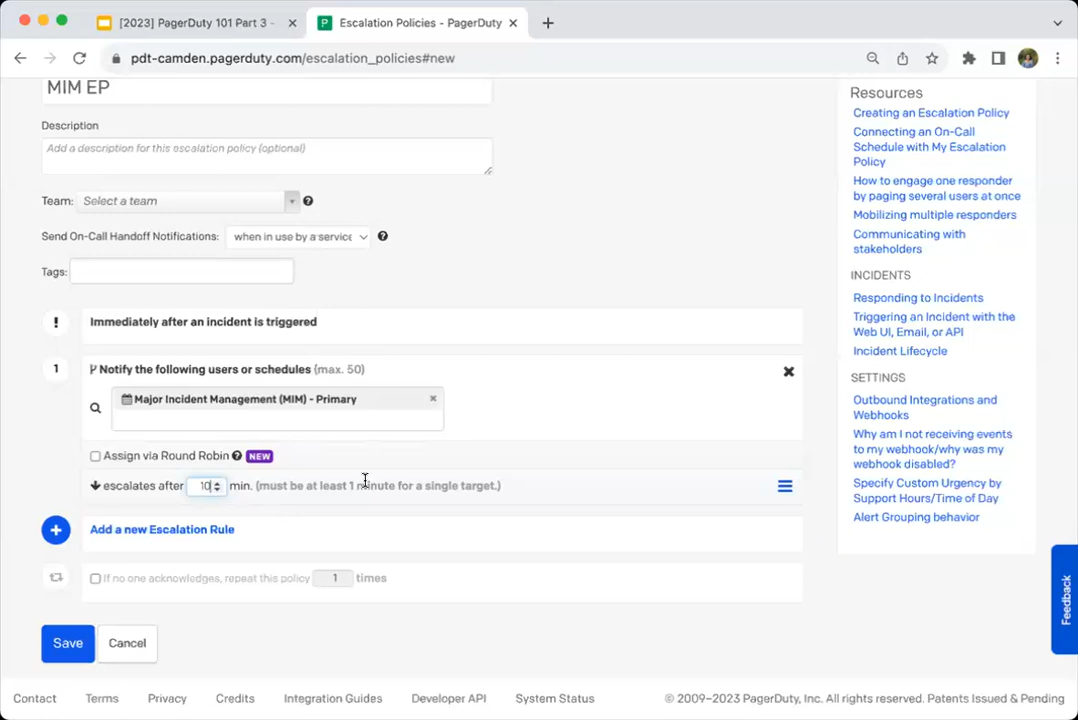 [2023] PagerDuty 101 Part 3 -
Escalation Policies - PagerDuty
pdt-camden.pagerduty.com/escalation_policies#new
MIM EP
Description
Add a description for this escalation policy (optional)
Team: Select a team
Send On-Call Handoff Notifications: when in use by a service
Tags:
! Immediately after an incident is triggered
1 Notify the following users or schedules (max. 50)
Major Incident Management (MIM) - Primary
Assign via Round Robin NEW
escalates after 10 min. (must be at least 1 minute for a single target.)
Add a new Escalation Rule
If no one acknowledges, repeat this policy 1 times
Save Cancel
Resources
Creating an Escalation Policy
Connecting an On-Call
Schedule with My Escalation
Policy
How to engage one responder
by paging several users at once
Mobilizing multiple responders
Communicating with
stakeholders
INCIDENTS
Responding to Incidents
Triggering an Incident with the
Web UI, Email, or API
Incident Lifecycle
SETTINGS
Outbound Integrations and
Webhooks
Why am I not receiving events
to my webhook/why was my
webhook disabled?
Specify Custom Urgency by
Support Hours/Time of Day
Alert Grouping behavior
Feedback
Contact Terms Privacy Credits Integration Guides Developer API System Status © 2009–2023 PagerDuty, Inc. All rights reserved. Patents Issued & Pending